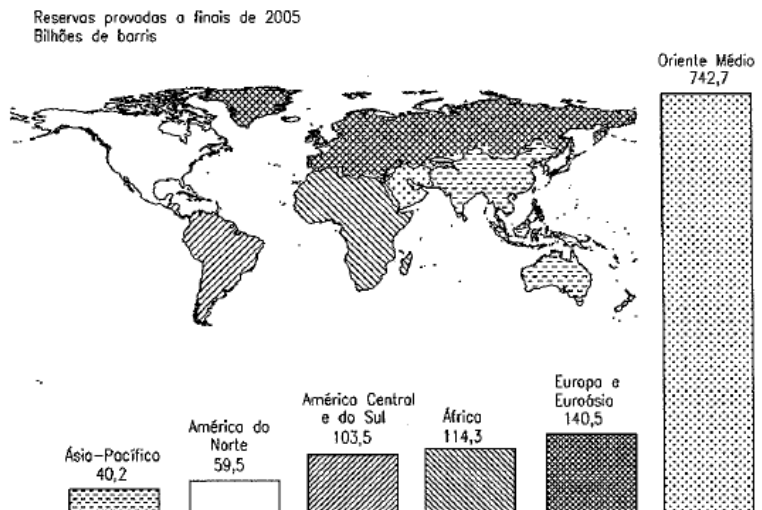 Reservas provadas a finais de 2005
Bilhões de barris
Oriente Médio
742,7
Ásia-Pacífico
40,2
América do
Norte
59,5
América Central
e do Sul
103,5
África
114,3
Europa e
Euroásia
140,5